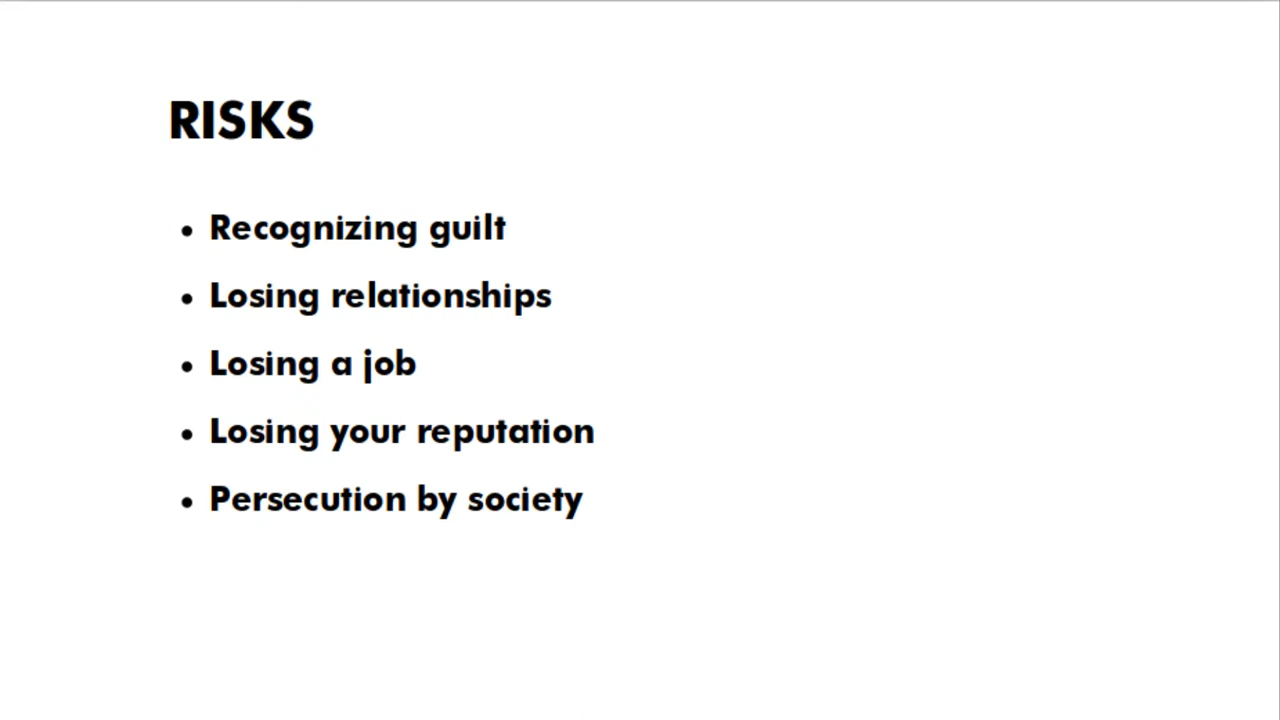 RISKS
• Recognizing guilt
• Losing relationships
• Losing a job
• Losing your reputation
• Persecution by society